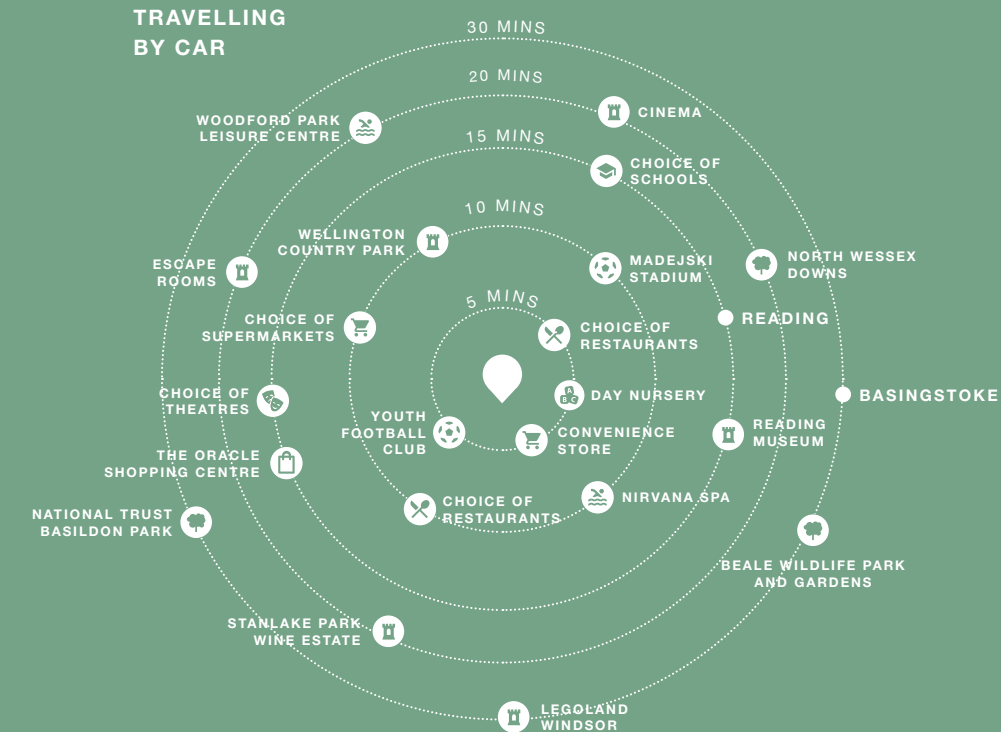 TRAVELLING
BY CAR
30 MINS
20 MINS
15 MINS
10 MINS
5 MINS
WOODFORD PARK
LEISURE CENTRE
CINEMA
CHOICE OF
SCHOOLS
WELLINGTON
COUNTRY PARK
MADEJSKI
STADIUM
NORTH WESSEX
DOWNS
ESCAPE
ROOMS
CHOICE OF
SUPERMARKETS
CHOICE OF
RESTAURANTS
READING
CHOICE OF
THEATRES
DAY NURSERY
BASINGSTOKE
YOUTH
FOOTBALL
CLUB
CONVENIENCE
STORE
READING
MUSEUM
THE ORACLE
SHOPPING CENTRE
CHOICE OF
RESTAURANTS
NIRVANA SPA
NATIONAL TRUST
BASILDON PARK
BEALE WILDLIFE PARK
AND GARDENS
STANLAKE PARK
WINE ESTATE
LEGOLAND
WINDSOR
A
B C